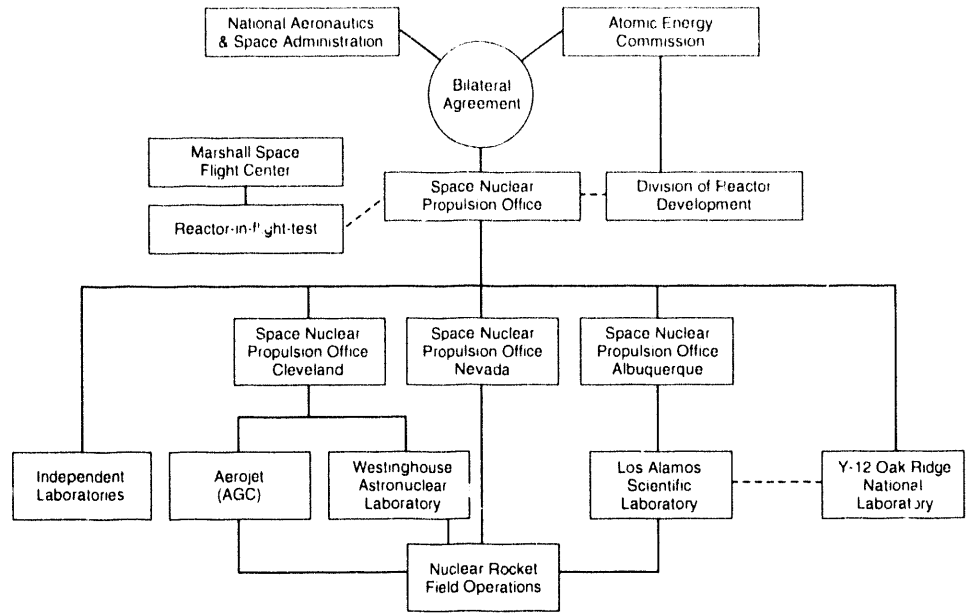 National Aeronautics
& Space Administration
Atomic Energy
Commission
Bilateral
Agreement
Marshall Space
Flight Center
Space Nuclear
Propulsion Office
Division of Reactor
Development
Reactor-in-flight-test
Space Nuclear
Propulsion Office
Cleveland
Space Nuclear
Propulsion Office
Nevada
Space Nuclear
Propulsion Office
Albuquerque
Independent
Laboratories
Aerojet
(AGC)
Westinghouse
Astronuclear
Laboratory
Los Alamos
Scientific
Laboratory
Y-12 Oak Ridge
National
Laboratory
Nuclear Rocket
Field Operations